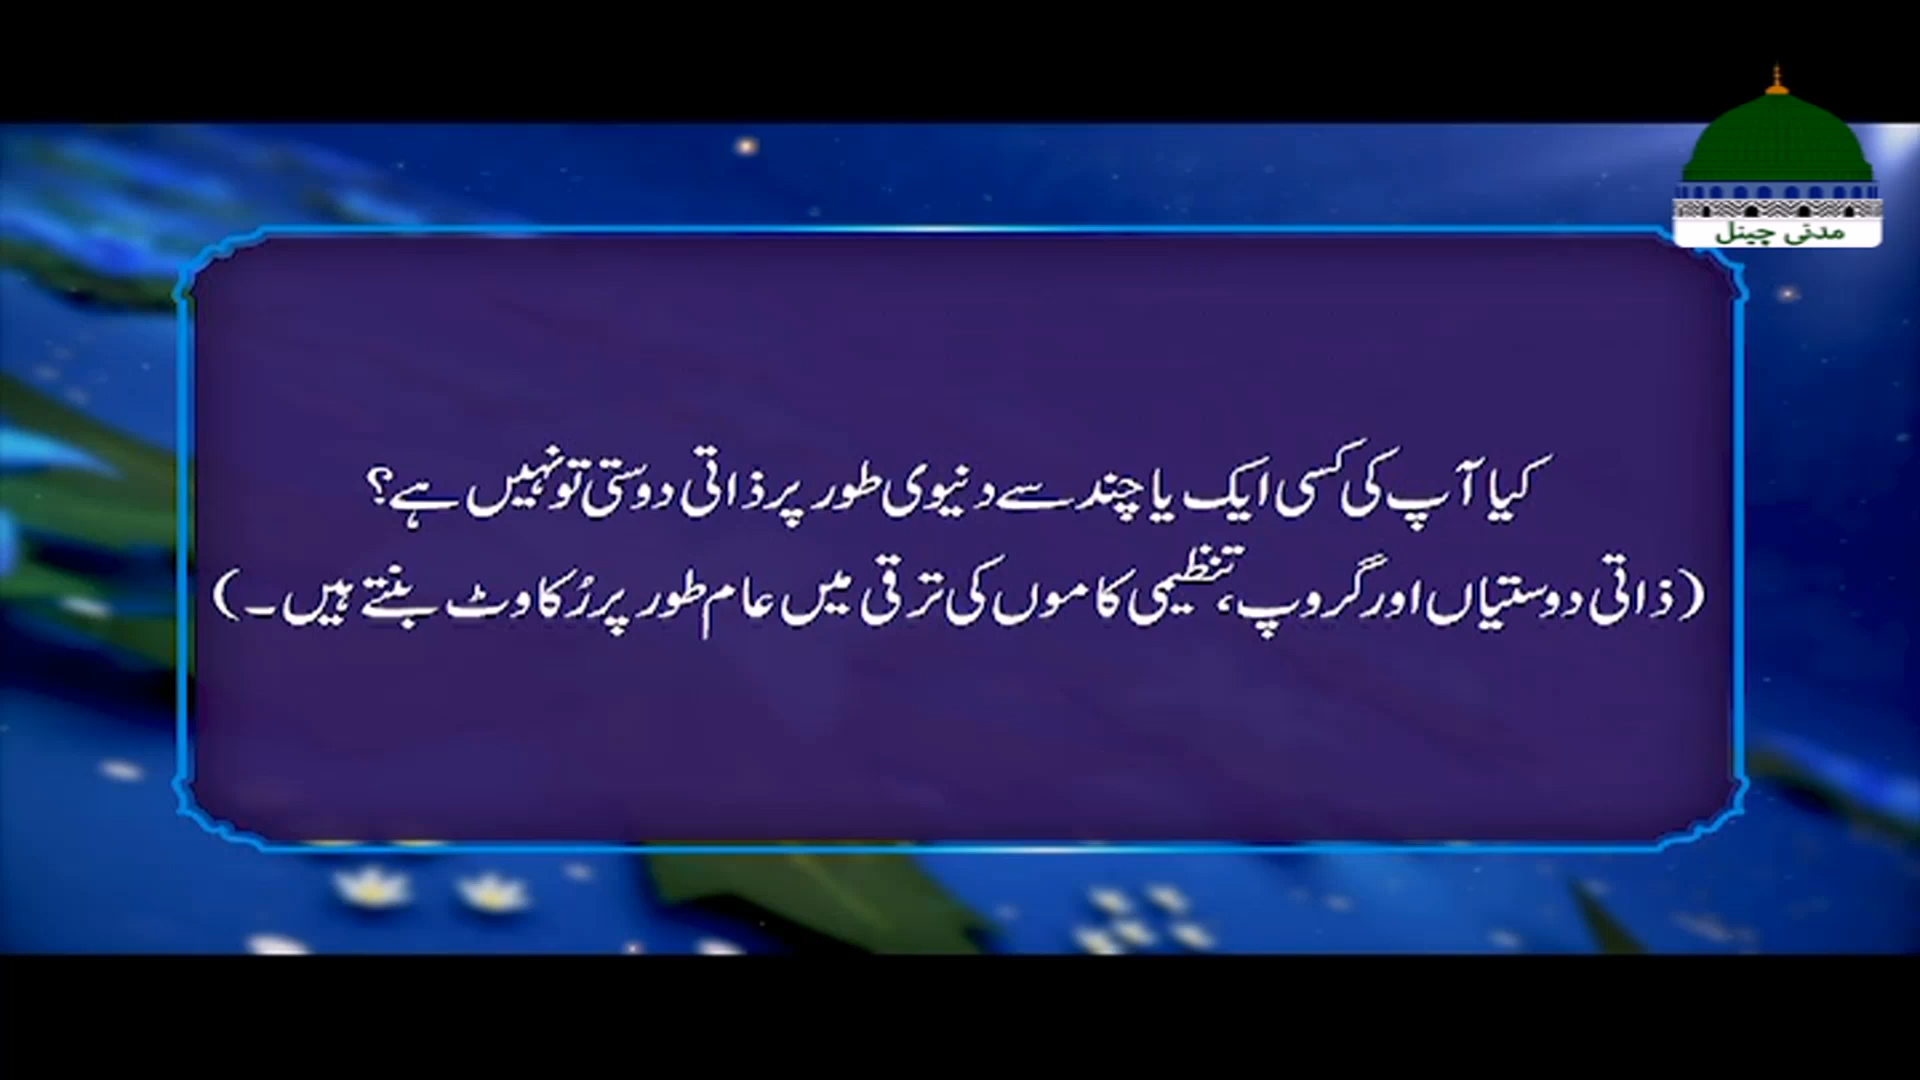 مدنی چینل
کیا آپ کی کسی ایک یا چند سے دنیوی طور پر ذاتی دوستی تو نہیں ہے؟
(ذاتی دوستیاں اور گروپ، تنظیمی کاموں کی ترقی میں عام طور پر رُکاوٹ بنتے ہیں۔)